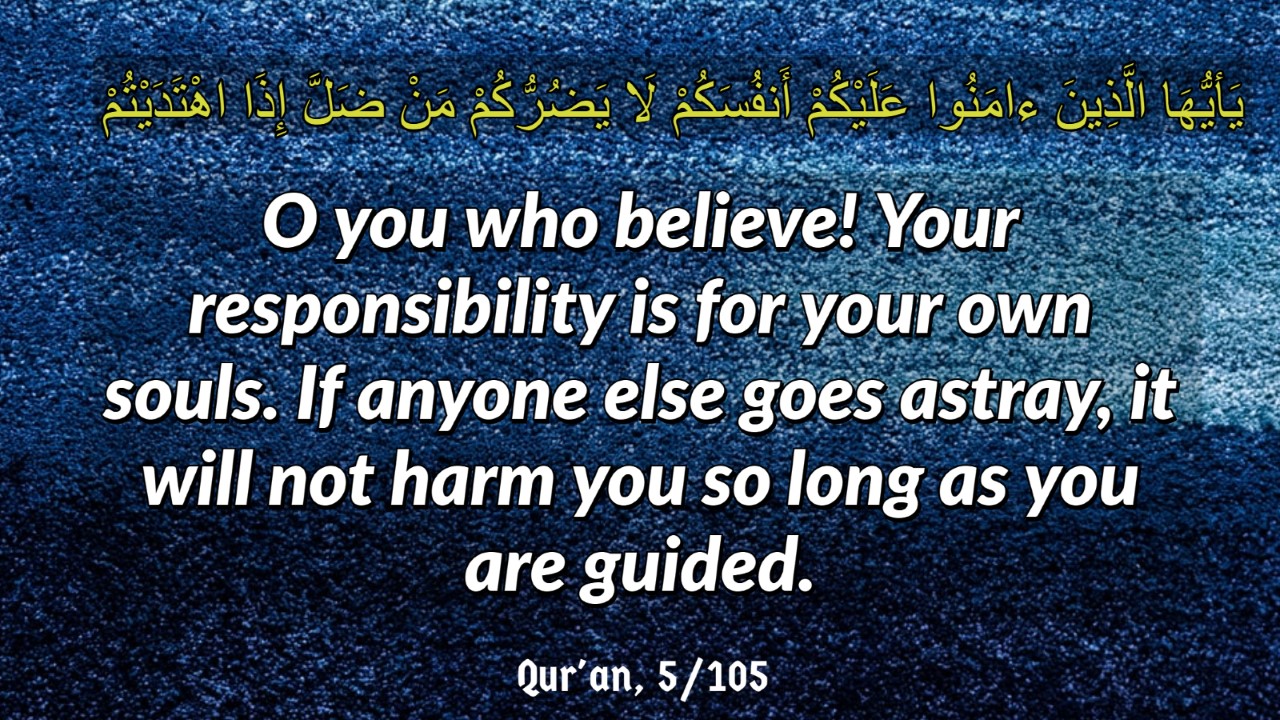 يَأَيُّهَا الَّذِينَ ءامَنُوا عَلَيْكُمْ أَنفُسَكُمْ لَا يَضُرُّكُمْ مَنْ ضَلَّ إِذَا اهْتَدَيْتُمْ
O you who believe! Your
responsibility is for your own
souls. If anyone else goes astray, it
will not harm you so long as you
are guided.
Qur'an, 5/105